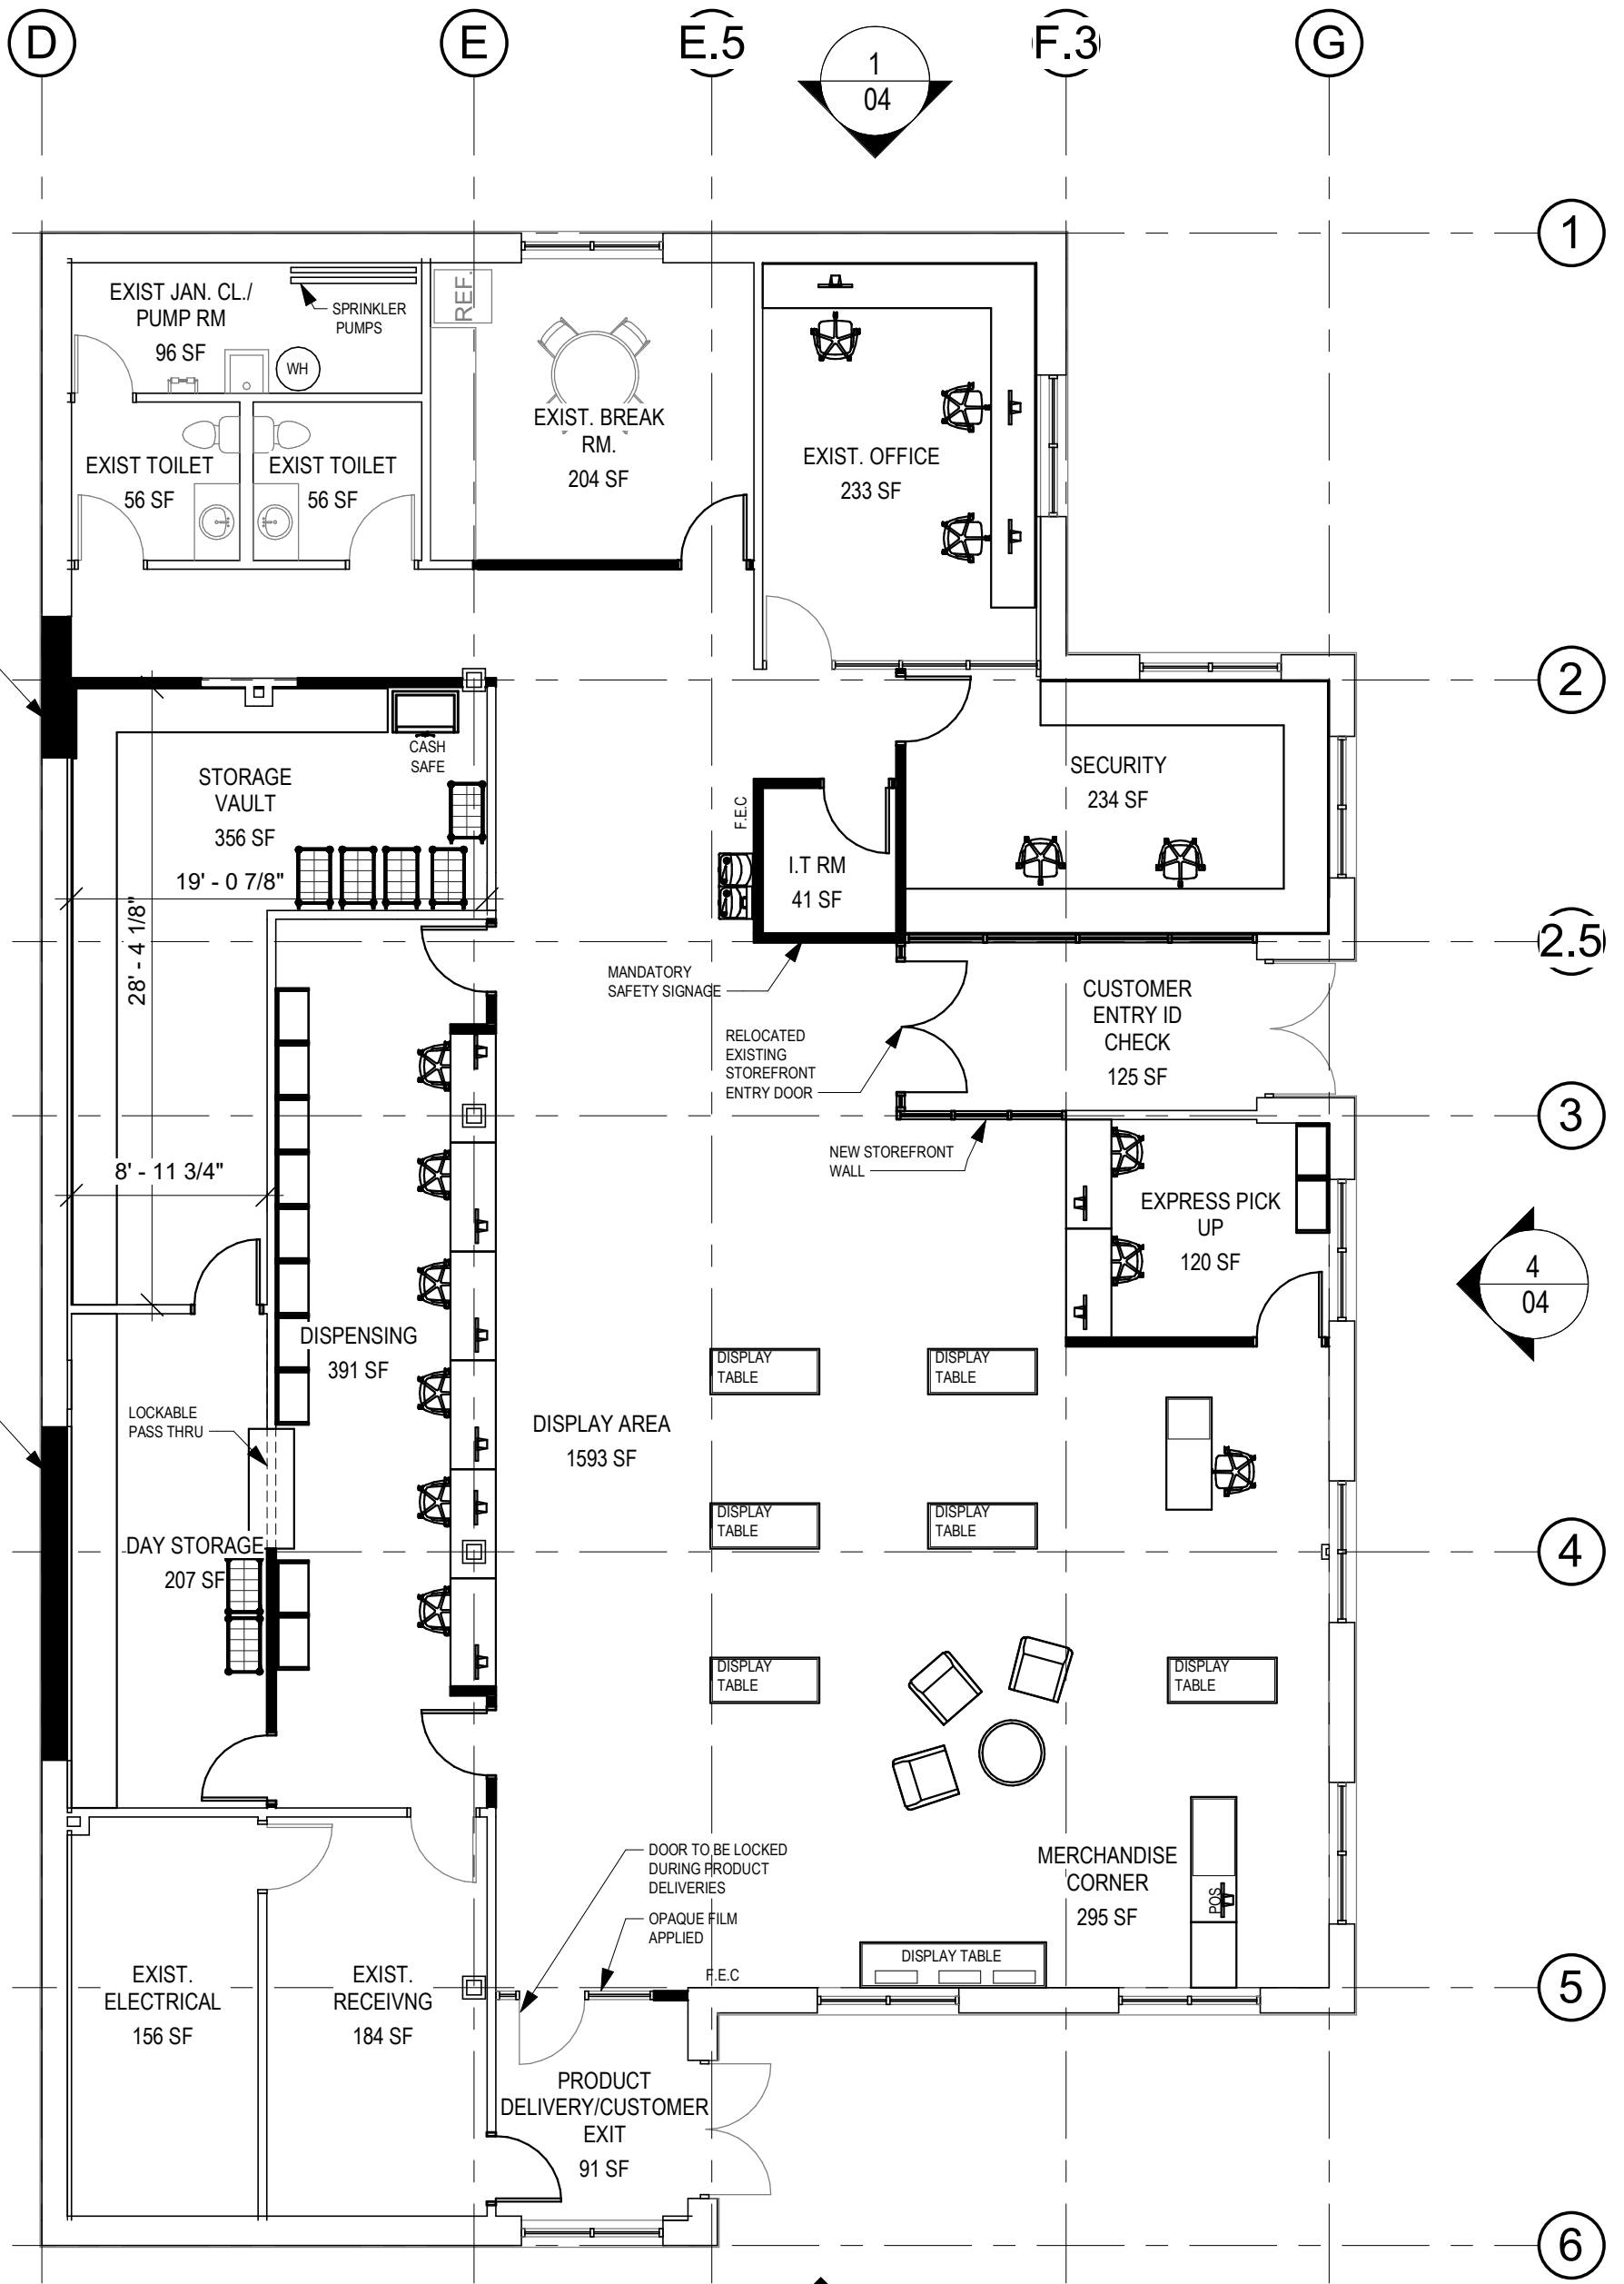 D
E
E.5
F.3
G
1
04
1
EXIST JAN. CL./
PUMP RM
96 SF
SPRINKLER
PUMPS
WH
REF.
EXIST. BREAK
RM.
204 SF
EXIST. OFFICE
233 SF
EXIST TOILET
56 SF
EXIST TOILET
56 SF
2
CASH
SAFE
STORAGE
VAULT
356 SF
19' - 0 7/8"
28' - 4 1/8"
8' - 11 3/4"
F.E.C
I.T RM
41 SF
SECURITY
234 SF
2.5
MANDATORY
SAFETY SIGNAGE
RELOCATED
EXISTING
STOREFRONT
ENTRY DOOR
CUSTOMER
ENTRY ID
CHECK
125 SF
3
NEW STOREFRONT
WALL
EXPRESS PICK
UP
120 SF
4
04
DISPENSING
391 SF
DISPLAY
TABLE
DISPLAY
TABLE
LOCKABLE
PASS THRU
DISPLAY AREA
1593 SF
DISPLAY
TABLE
DISPLAY
TABLE
DAY STORAGE
207 SF
4
DISPLAY
TABLE
DISPLAY
TABLE
DOOR TO BE LOCKED
DURING PRODUCT
DELIVERIES
OPAQUE FILM
APPLIED
MERCHANDISE
CORNER
295 SF
POS
DISPLAY TABLE
F.E.C
EXIST.
ELECTRICAL
156 SF
EXIST.
RECEIVNG
184 SF
5
PRODUCT
DELIVERY/CUSTOMER
EXIT
91 SF
6